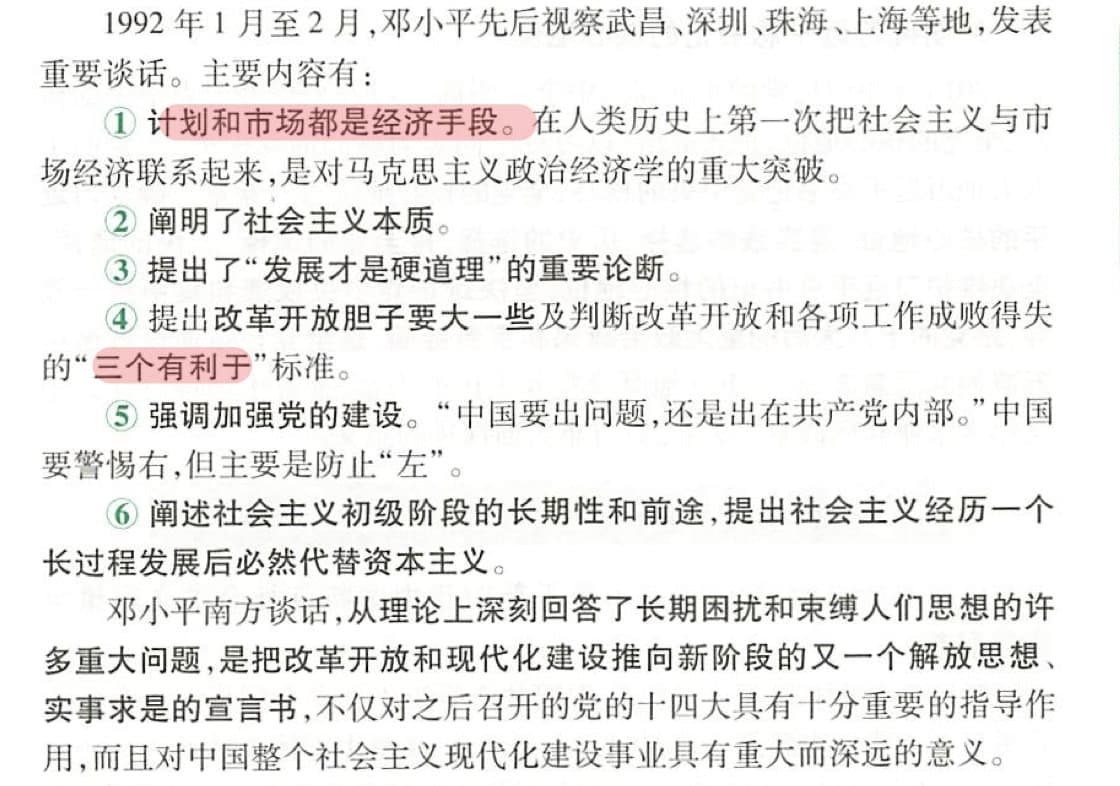 1992 年 1 月至 2 月,邓小平先后视察武昌、深圳、珠海、上海等地,发表
重要谈话。主要内容有:
① 计划和市场都是经济手段。在人类历史上第一次把社会主义与市
场经济联系起来,是对马克思主义政治经济学的重大突破。
② 阐明了社会主义本质。
③ 提出了“发展才是硬道理”的重要论断。
④ 提出改革开放胆子要大一些及判断改革开放和各项工作成败得失
的“三个有利于”标准。
⑤ 强调加强党的建设。“中国要出问题,还是出在共产党内部。”中国
要警惕右,但主要是防止“左”。
⑥ 阐述社会主义初级阶段的长期性和前途,提出社会主义经历一个
长过程发展后必然代替资本主义。
邓小平南方谈话,从理论上深刻回答了长期困扰和束缚人们思想的许
多重大问题,是把改革开放和现代化建设推向新阶段的又一个解放思想、
实事求是的宣言书,不仅对之后召开的党的十四大具有十分重要的指导作
用,而且对中国整个社会主义现代化建设事业具有重大而深远的意义。